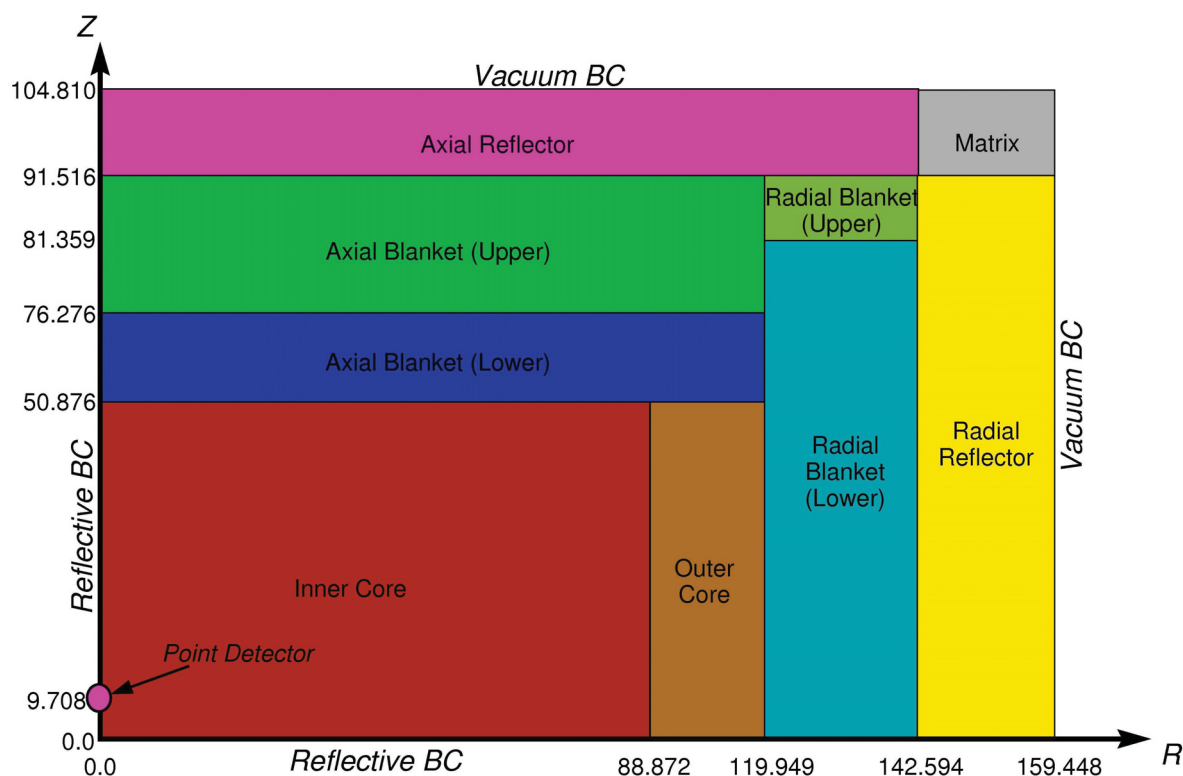 Z
Vacuum BC
104.810
Axial Reflector
Matrix
91.516
Radial Blanket
(Upper)
81.359
Axial Blanket (Upper)
76.276
Axial Blanket (Lower)
50.876
Vacuum BC
Radial
Blanket
(Lower)
Radial
Reflector
Reflective BC
Inner Core
Outer
Core
Point Detector
9.708
0.0
Reflective BC
R
0.0
88.872
119.949
142.594
159.448